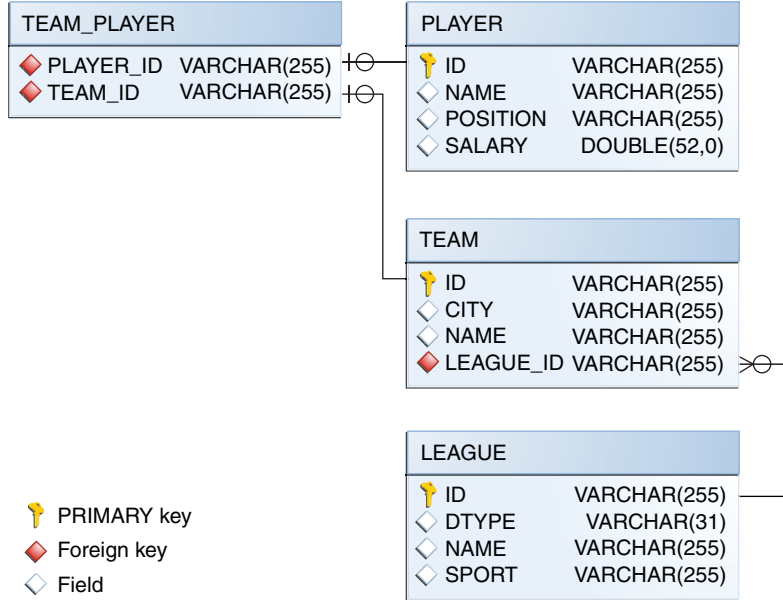 TEAM_PLAYER
PLAYER_ID VARCHAR(255)
TEAM_ID VARCHAR(255)
PLAYER
ID VARCHAR(255)
NAME VARCHAR(255)
POSITION VARCHAR(255)
SALARY DOUBLE(52,0)
TEAM
ID VARCHAR(255)
CITY VARCHAR(255)
NAME VARCHAR(255)
LEAGUE_ID VARCHAR(255)
LEAGUE
ID VARCHAR(255)
DTYPE VARCHAR(31)
NAME VARCHAR(255)
SPORT VARCHAR(255)
PRIMARY key
Foreign key
Field